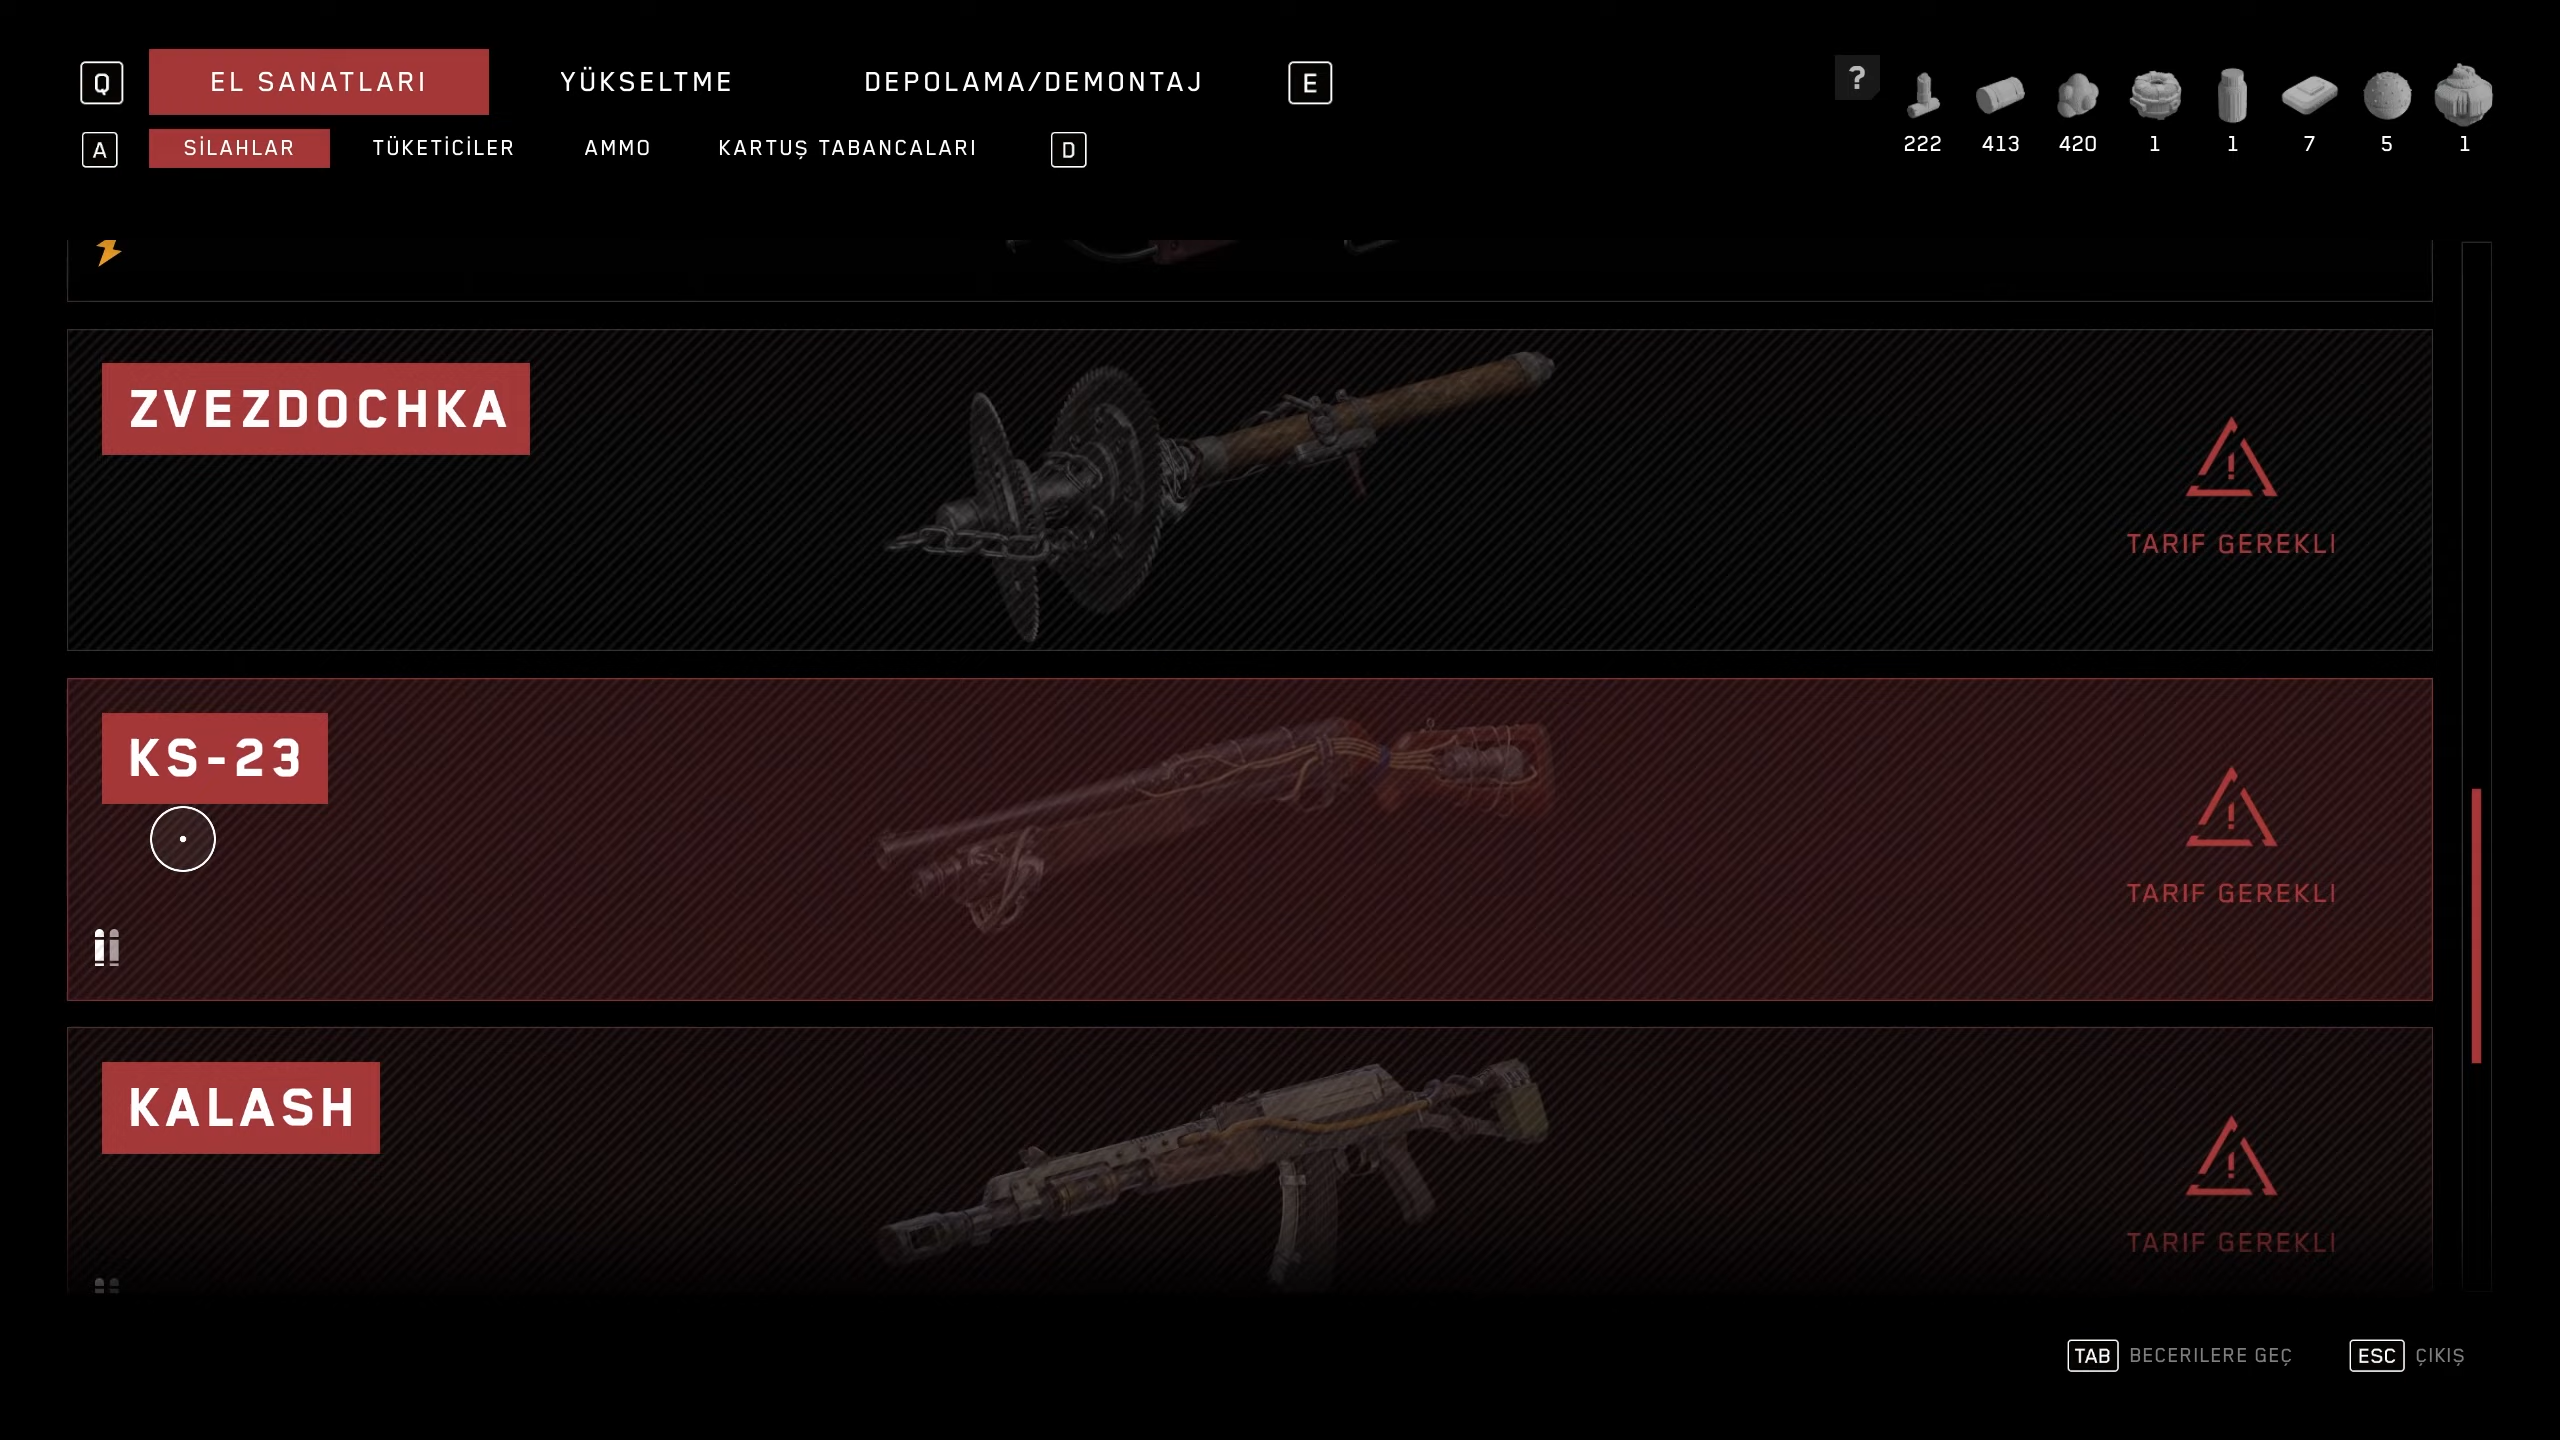 Q EL SANATLARI YÜKSELTME DEPOLAMA/DEMONTAJ E ?
A SİLAHLAR TÜKETİCİLER AMMO KARTUŞ TABANCALARI D
222 413 420 1 1 7 5 1
ZVEZDOCHKA
TARIF GEREKLI
KS-23
TARIF GEREKLI
KALASH
TARIF GEREKLI
TAB BECERILERE GEÇ ESC ÇIKIŞ